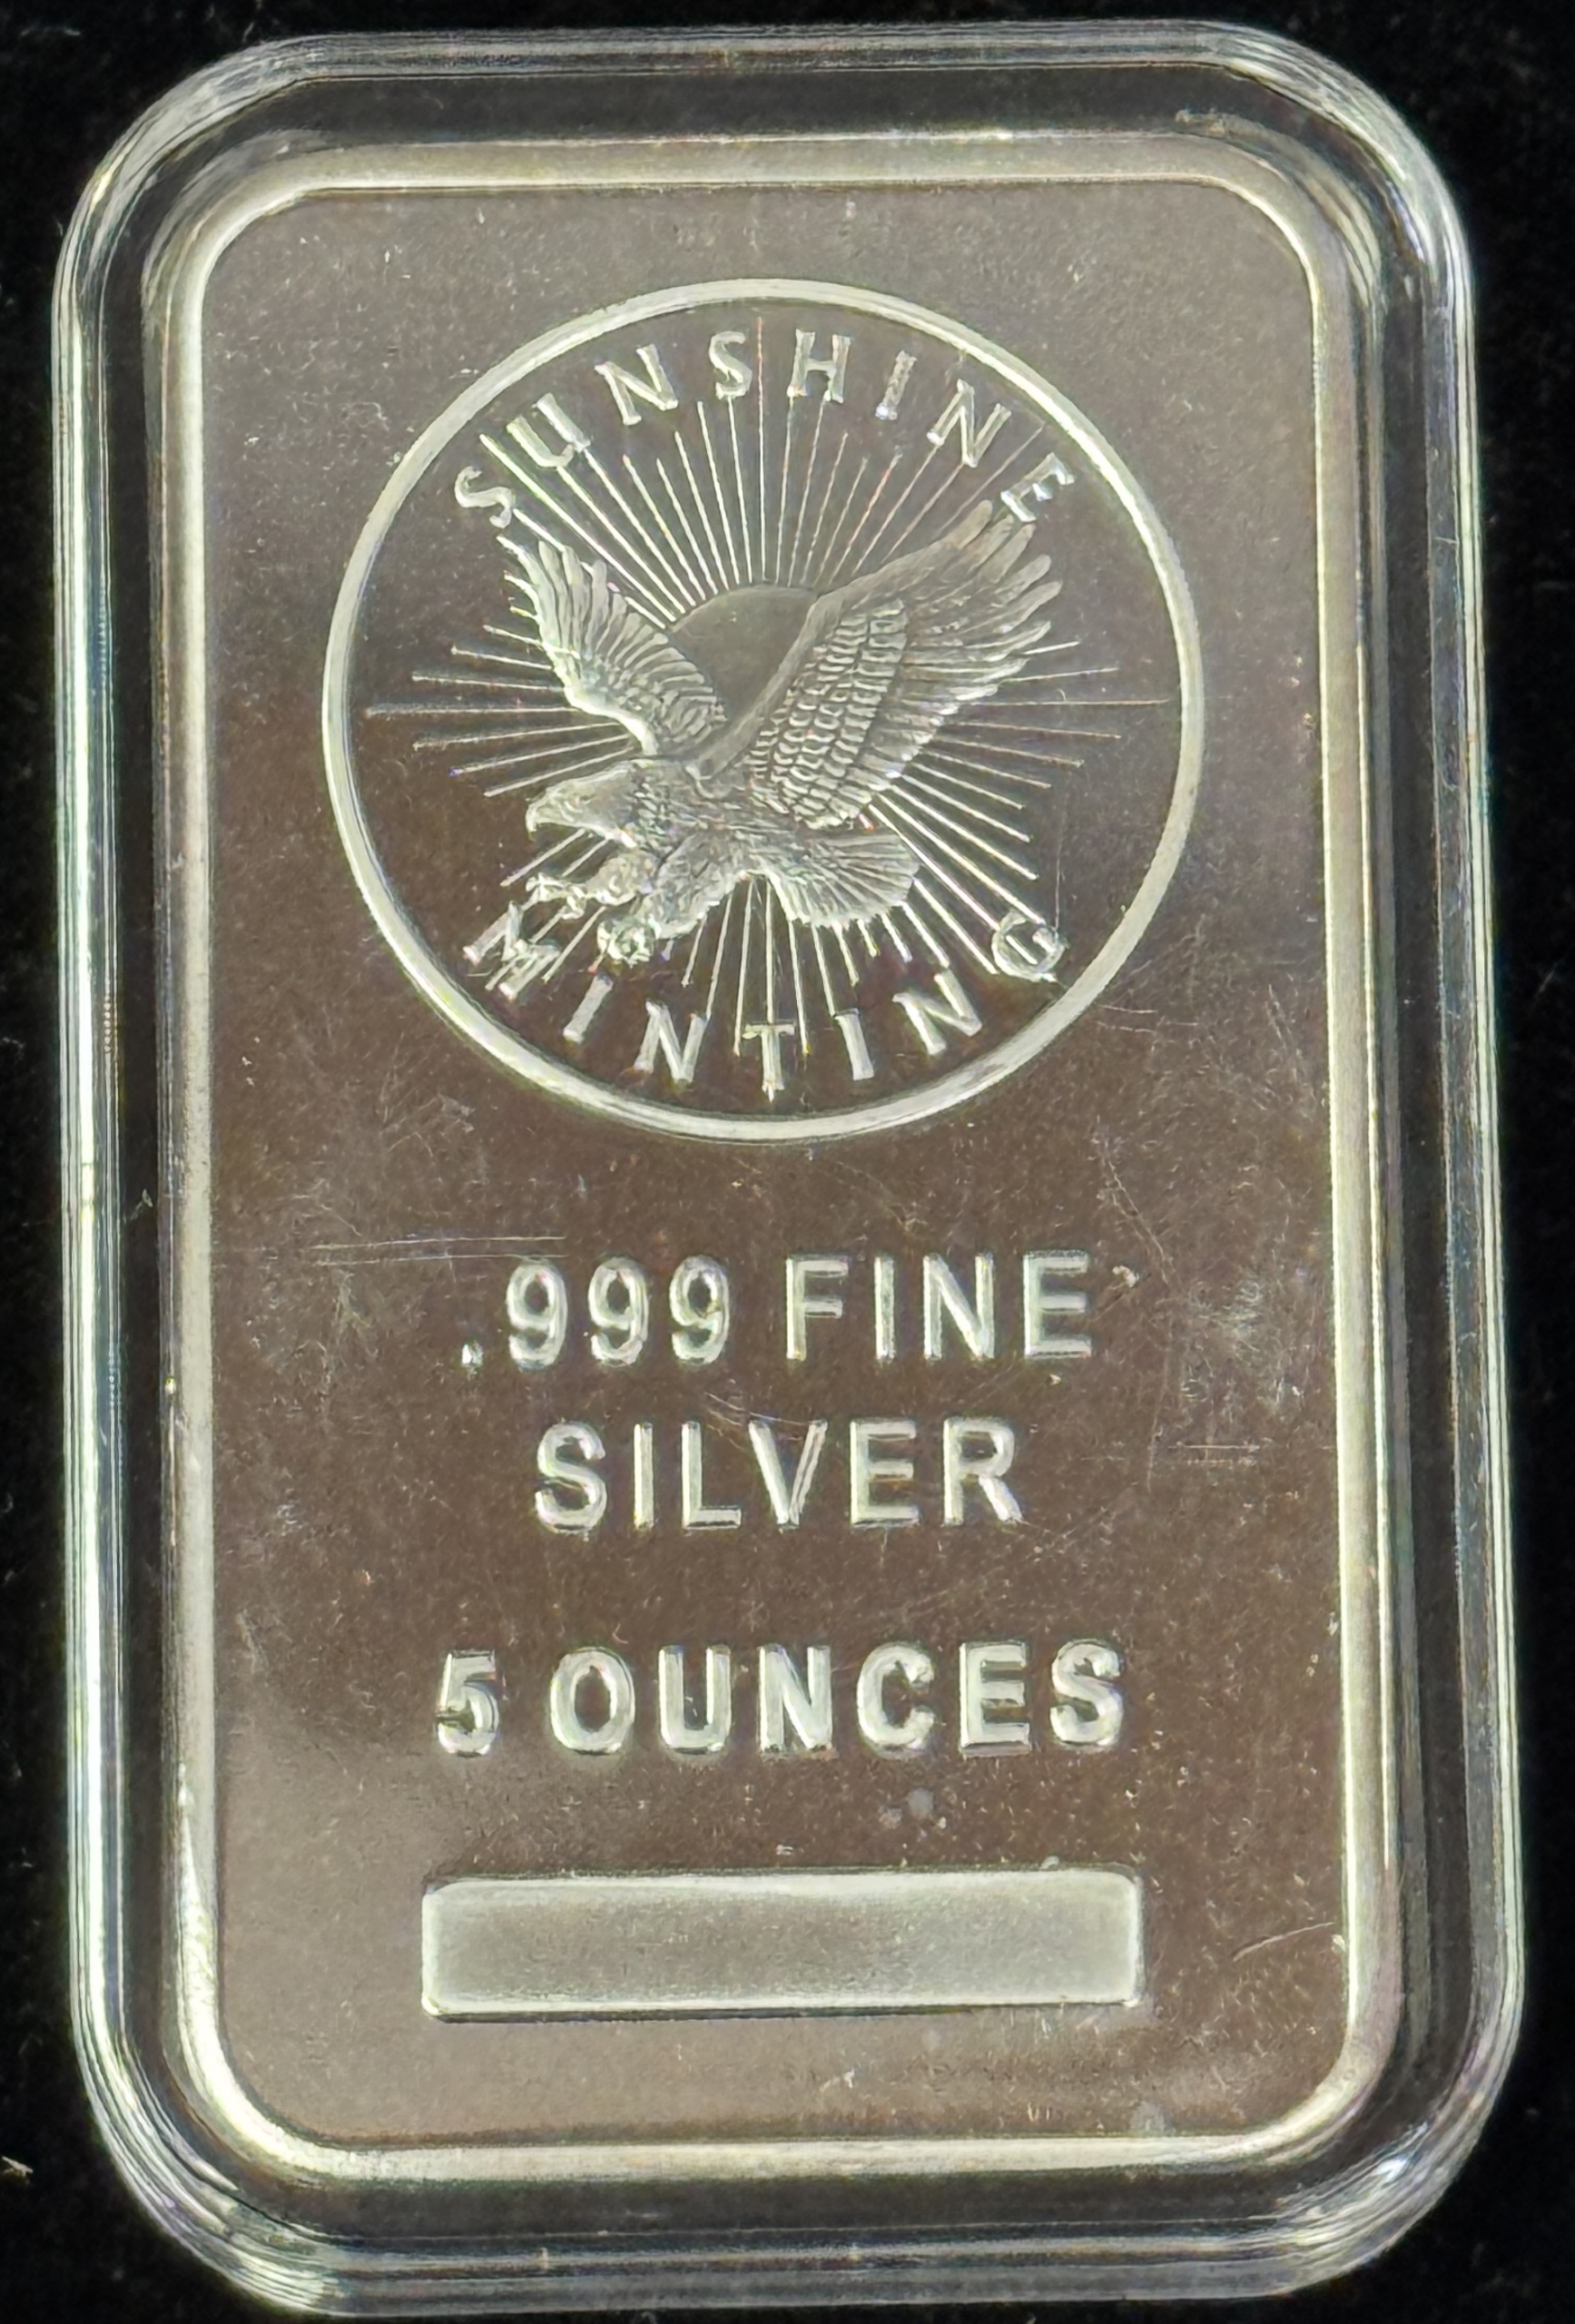 SUNSHINE
MINTING
.999 FINE
SILVER
5 OUNCES